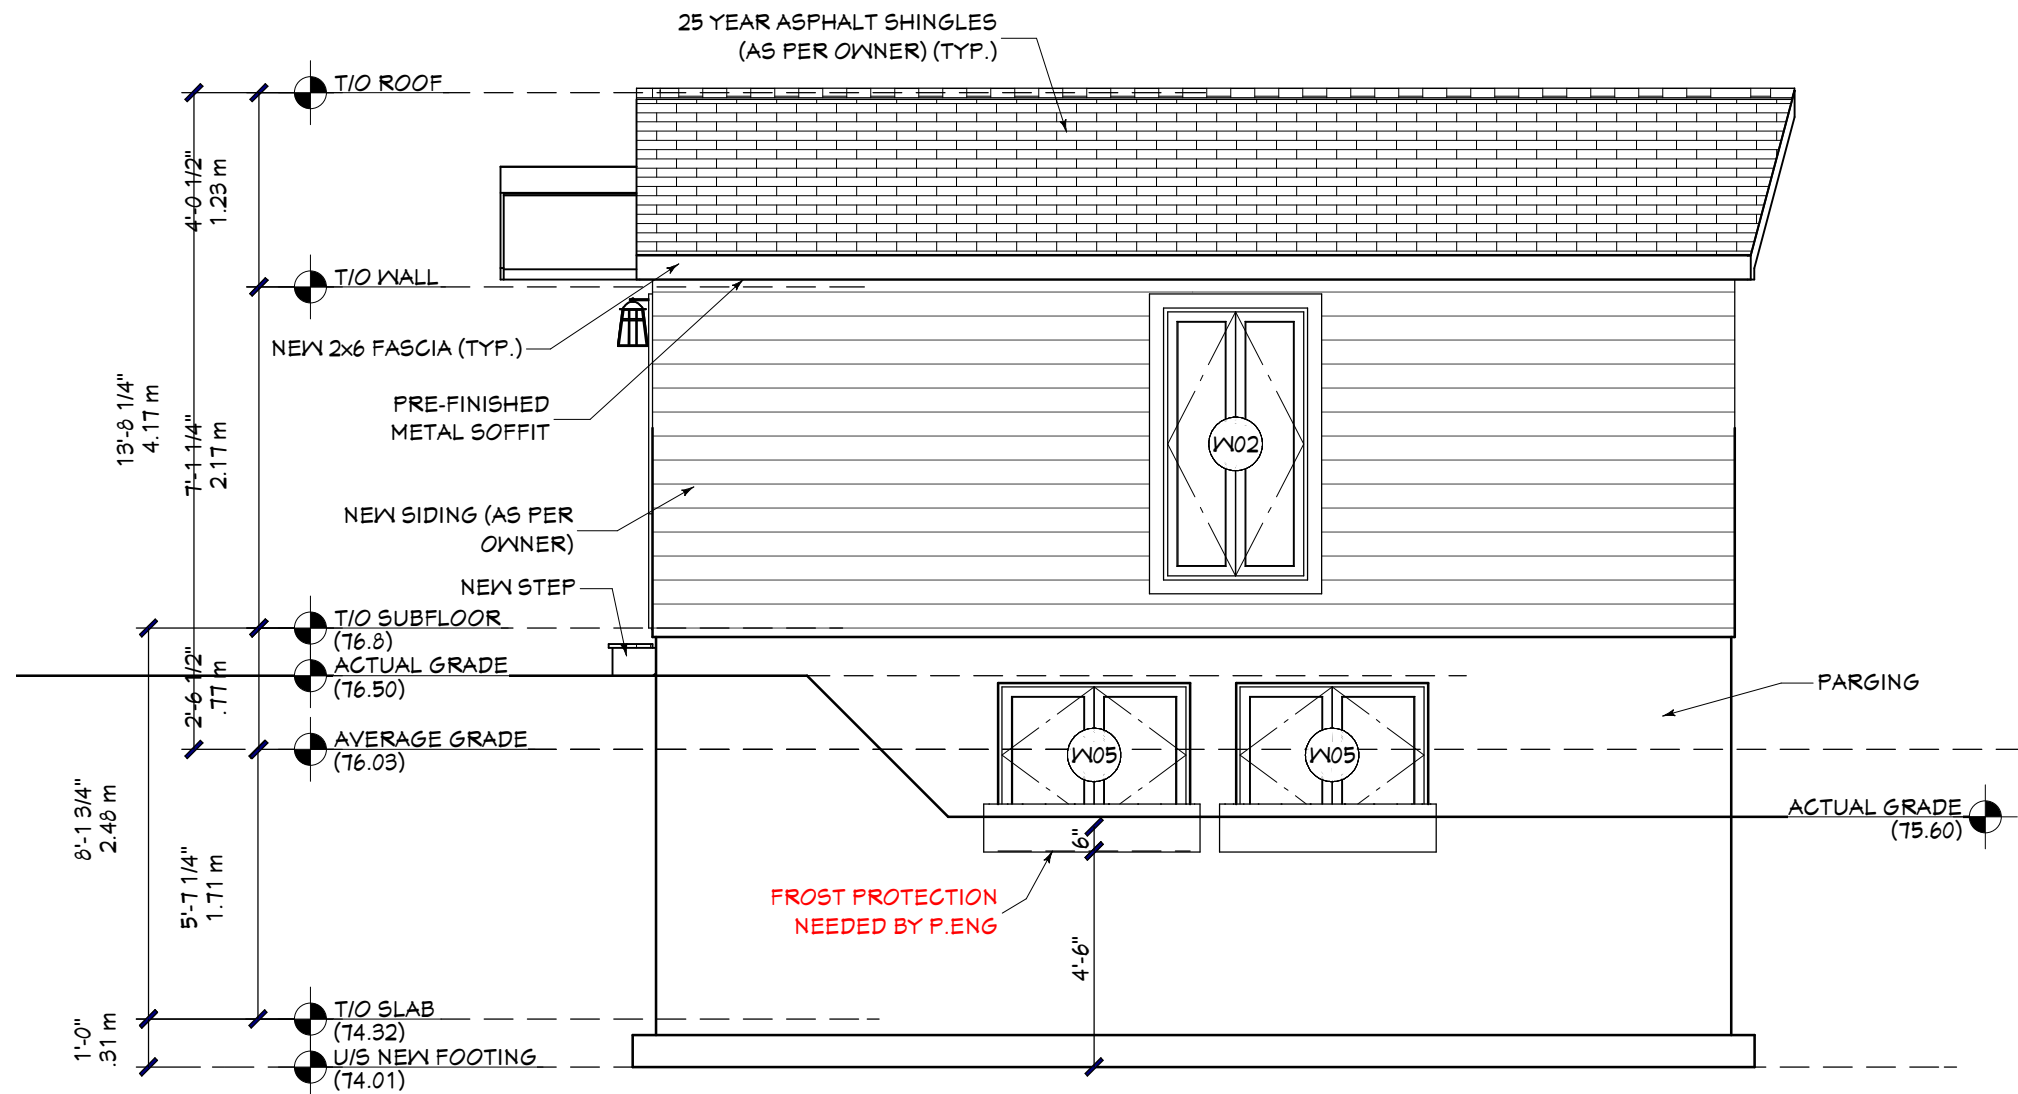 25 YEAR ASPHALT SHINGLES
(AS PER OWNER) (TYP.)
T/O ROOF
4'-0 1/2"
1.23 m
T/O WALL
NEW 2x6 FASCIA (TYP.)
PRE-FINISHED
METAL SOFFIT
13'-8 1/4"
4.17 m
7'-1 1/4"
2.17 m
W02
NEW SIDING (AS PER
OWNER)
NEW STEP
T/O SUBFLOOR
(76.8)
ACTUAL GRADE
(76.50)
2'-6 1/2"
.77 m
PARGING
AVERAGE GRADE
(76.03)
W05
W05
8'-1 3/4"
2.48 m
ACTUAL GRADE
(75.60)
6"
5'-7 1/4"
1.71 m
FROST PROTECTION
NEEDED BY P.ENG
4'-6"
T/O SLAB
(74.32)
1'-0"
.31 m
U/S NEW FOOTING
(74.01)